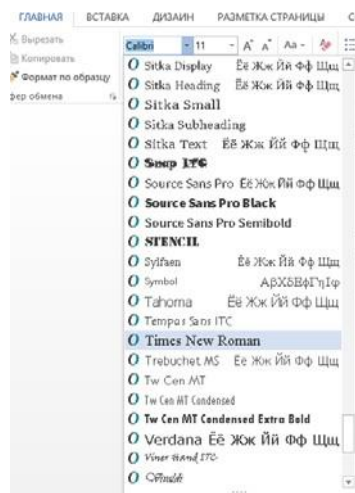 ГЛАВНАЯ ВСТАВКА ДИЗАЙН РАЗМЕТКА СТРАНИЦЫ С
Вырезать
Calibri 11 Aa
Копировать
Формат по образцу
фер обмена
Sitka Display Ёё Жж Йй Фф Щщ
Sitka Heading Ёё Жж Йй Фф Щщ
Sitka Small
Sitka Subheading
Sitka Text Ёё Жж Йй Фф Щщ
Snap ITC
Source Sans Pro Ёё Жж Йй Фф Щщ
Source Sans Pro Black
Source Sans Pro Semibold
STENCIL
Sylfaen Ёё Жж Йй Фф Щщ
Symbol
Tahoma Ёё Жж Йй Фф Щщ
Tempus Sans ITC
Times New Roman
Trebuchet MS Ёё Жж Йй Фф Щщ
Tw Cen MT
Tw Cen MT Condensed
Tw Cen MT Condensed Extra Bold
Verdana Ёё Жж Йй Фф Щщ
Viner Hand ITC
Vivaldi